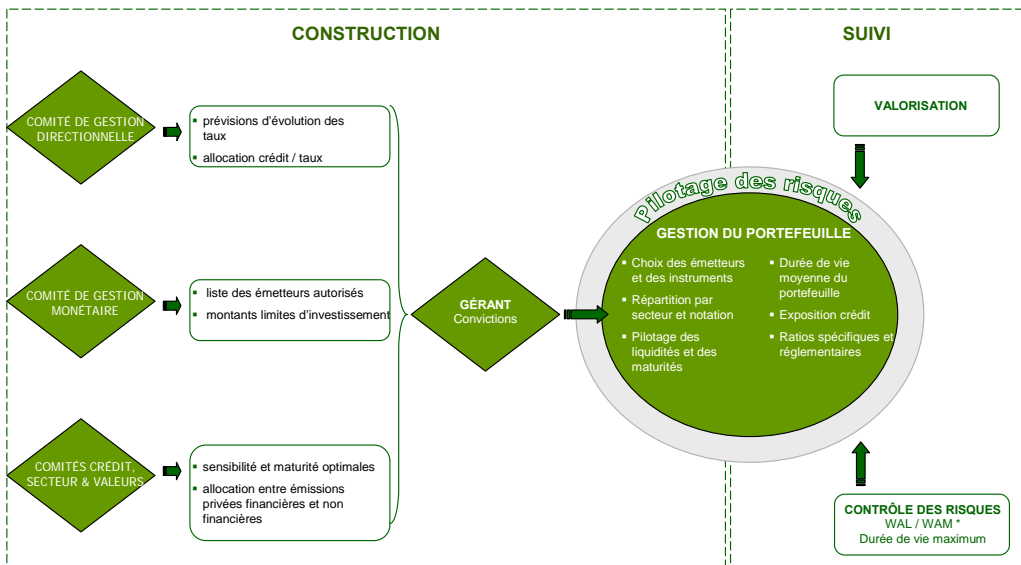 CONSTRUCTION
SUIVI
COMITÉ DE GESTION
DIRECTIONNELLE
▪ prévisions d'évolution des
taux
▪ allocation crédit / taux
COMITÉ DE GESTION
MONÉTAIRE
▪ liste des émetteurs autorisés
▪ montants limites d'investissement
COMITÉS CRÉDIT,
SECTEUR & VALEURS
▪ sensibilité et maturité optimales
▪ allocation entre émissions
privées financières et non
financières
GÉRANT
Convictions
Pilotage des risques
GESTION DU PORTEFEUILLE
▪ Choix des émetteurs
et des instruments
▪ Répartition par
secteur et notation
▪ Pilotage des
liquidités et des
maturités
▪ Durée de vie
moyenne du
portefeuille
▪ Exposition crédit
▪ Ratios spécifiques et
réglementaires
VALORISATION
CONTRÔLE DES RISQUES
WAL / WAM *
Durée de vie maximum